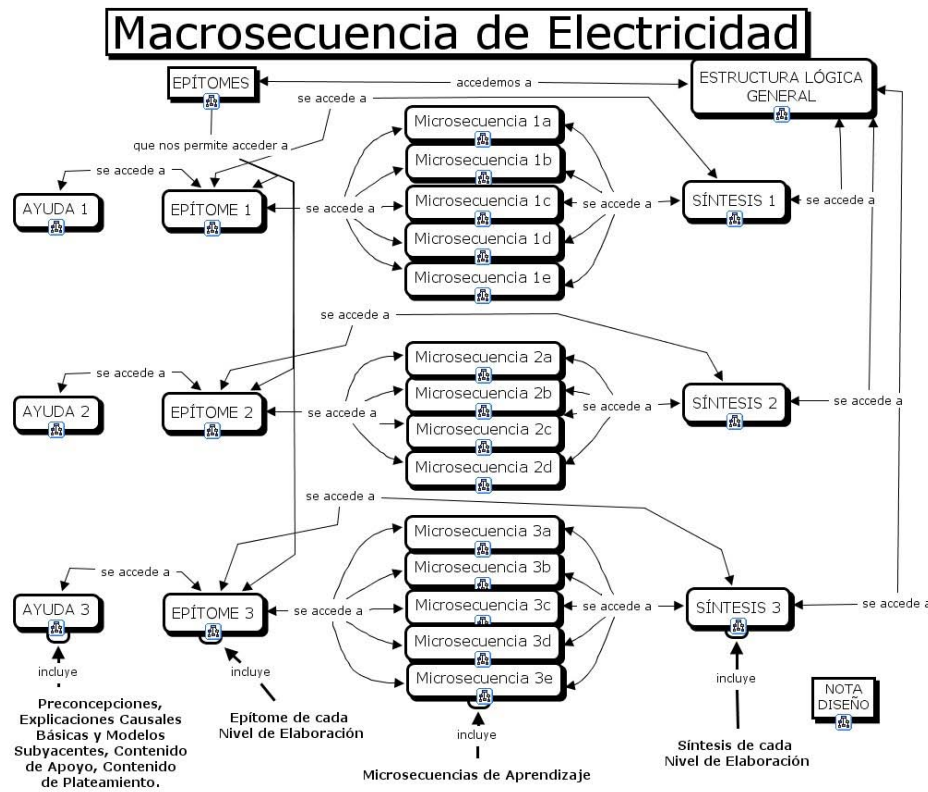 Macrosecuencia de Electricidad
EPÍTOMES
accedemos a
ESTRUCTURA LÓGICA
GENERAL
se accede a
que nos permite acceder a
Microsecuencia 1a
Microsecuencia 1b
Microsecuencia 1c
Microsecuencia 1d
Microsecuencia 1e
se accede a
AYUDA 1
EPÍTOME 1
se accede a
se accede a
SÍNTESIS 1
se accede a
se accede a
Microsecuencia 2a
Microsecuencia 2b
Microsecuencia 2c
Microsecuencia 2d
se accede a
AYUDA 2
EPÍTOME 2
se accede a
se accede a
SÍNTESIS 2
se accede a
se accede a
Microsecuencia 3a
Microsecuencia 3b
Microsecuencia 3c
Microsecuencia 3d
Microsecuencia 3e
se accede a
AYUDA 3
EPÍTOME 3
se accede a
se accede a
SÍNTESIS 3
se accede a
incluye
Preconcepciones,
Explicaciones Causales
Básicas y Modelos
Subyacentes, Contenido
de Apoyo, Contenido
de Plateamiento.
incluye
Epítome de cada
Nivel de Elaboración
incluye
Microsecuencias de Aprendizaje
incluye
Síntesis de cada
Nivel de Elaboración
NOTA
DISEÑO